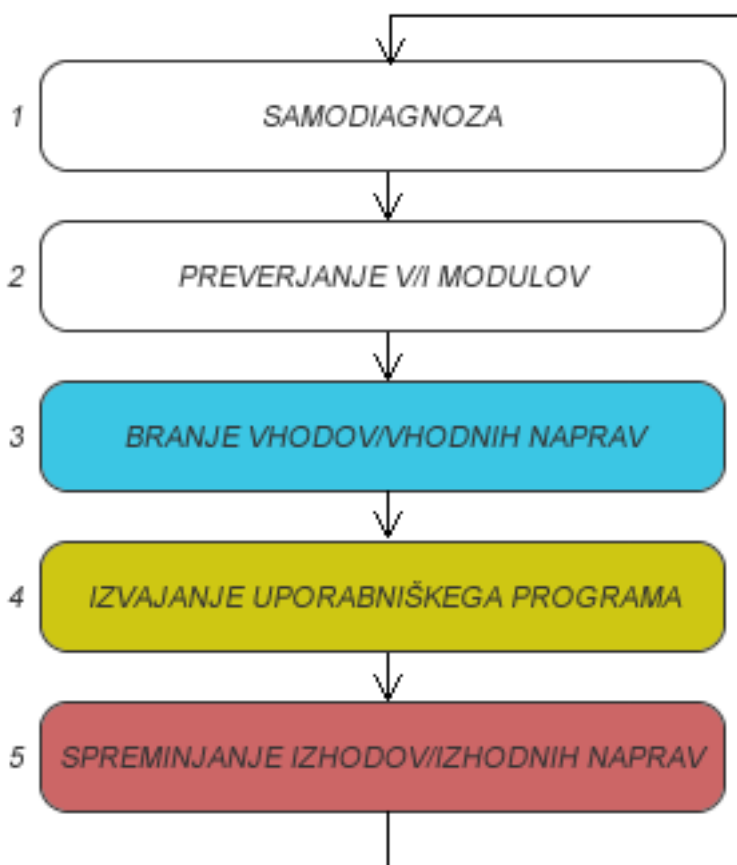 1 SAMODIAGNOZA
2 PREVERJANJE V/I MODULOV
3 BRANJE VHODOV/VHODNIH NAPRAV
4 IZVAJANJE UPORABNIŠKEGA PROGRAMA
5 SPREMINJANJE IZHODOV/IZHODNIH NAPRAV